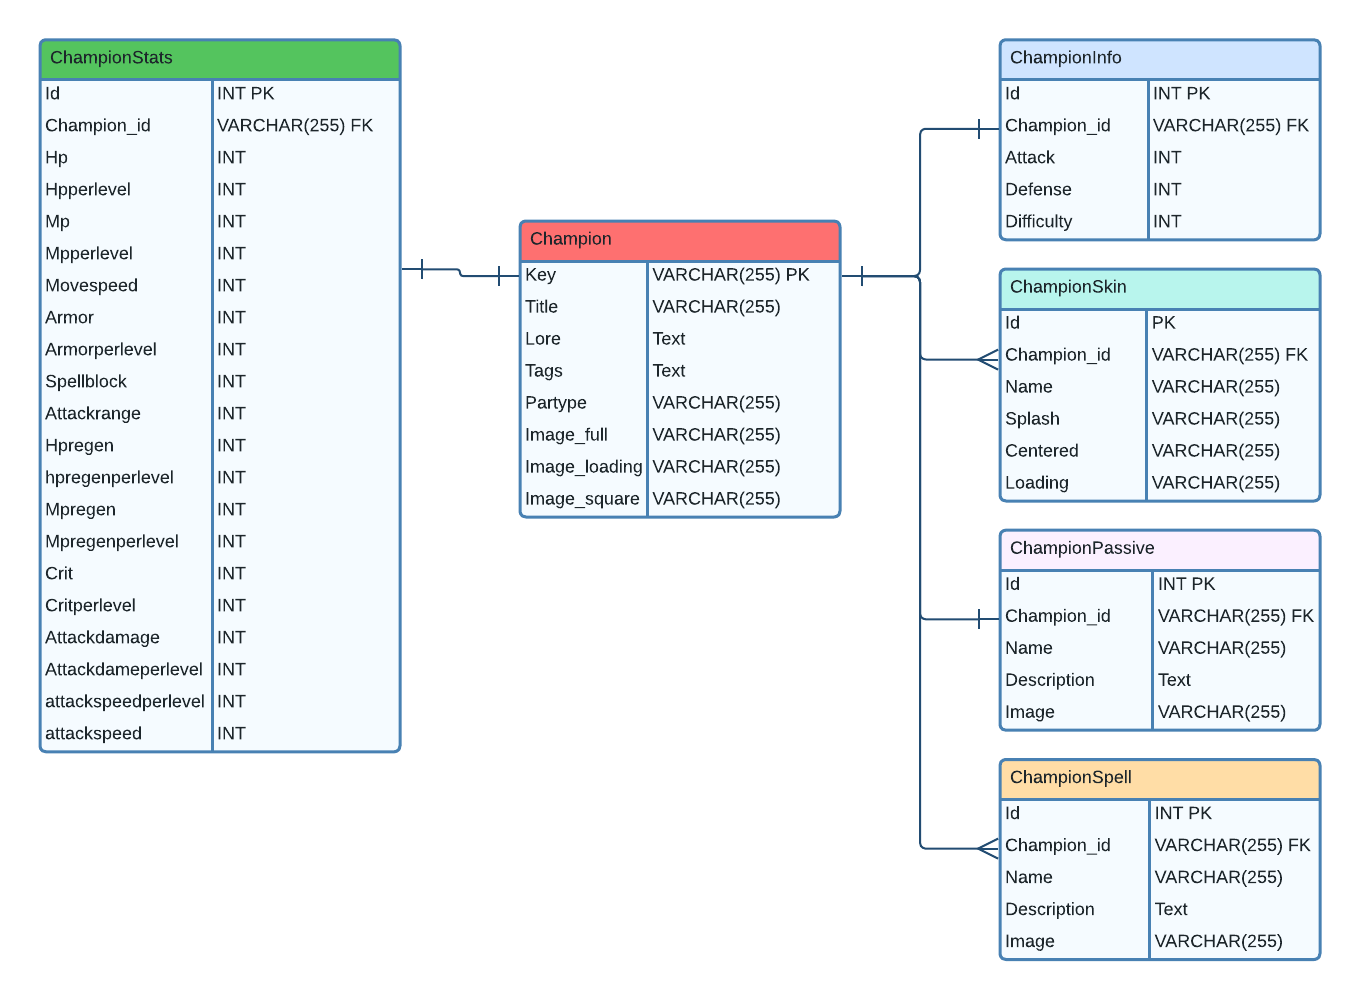 ChampionStats
Id INT PK
Champion_id VARCHAR(255) FK
Hp INT
Hpperlevel INT
Mp INT
Mpperlevel INT
Movespeed INT
Armor INT
Armorperlevel INT
Spellblock INT
Attackrange INT
Hpregen INT
hpregenperlevel INT
Mpregen INT
Mpregenperlevel INT
Crit INT
Critperlevel INT
Attackdamage INT
Attackdameperlevel INT
attackspeedperlevel INT
attackspeed INT
Champion
Key VARCHAR(255) PK
Title VARCHAR(255)
Lore Text
Tags Text
Partype VARCHAR(255)
Image_full VARCHAR(255)
Image_loading VARCHAR(255)
Image_square VARCHAR(255)
ChampionInfo
Id INT PK
Champion_id VARCHAR(255) FK
Attack INT
Defense INT
Difficulty INT
ChampionSkin
Id PK
Champion_id VARCHAR(255) FK
Name VARCHAR(255)
Splash VARCHAR(255)
Centered VARCHAR(255)
Loading VARCHAR(255)
ChampionPassive
Id INT PK
Champion_id VARCHAR(255) FK
Name VARCHAR(255)
Description Text
Image VARCHAR(255)
ChampionSpell
Id INT PK
Champion_id VARCHAR(255) FK
Name VARCHAR(255)
Description Text
Image VARCHAR(255)